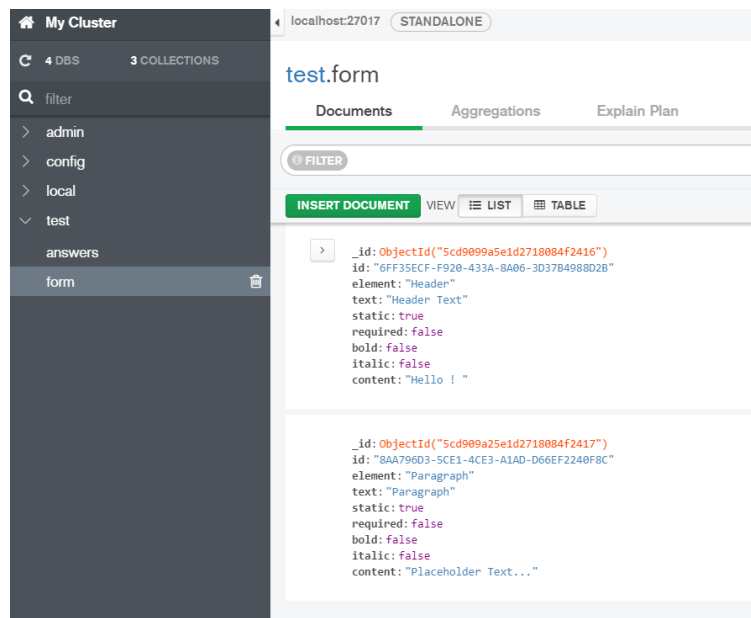 My Cluster
4 DBS 3 COLLECTIONS
filter
admin
config
local
test
answers
form
localhost:27017 STANDALONE
test.form
Documents Aggregations Explain Plan
FILTER
INSERT DOCUMENT VIEW LIST TABLE
_id:ObjectId("5cd9099a5e1d2718084f2416")
id:"6FF35ECF-F920-433A-8A06-3D37B4988D2B"
element:"Header"
text:"Header Text"
static:true
required:false
bold:false
italic:false
content:"Hello ! "
_id:ObjectId("5cd909a25e1d2718084f2417")
id:"8AA796D3-5CE1-4CE3-A1AD-D66EF2240F8C"
element:"Paragraph"
text:"Paragraph"
static:true
required:false
bold:false
italic:false
content:"Placeholder Text..."